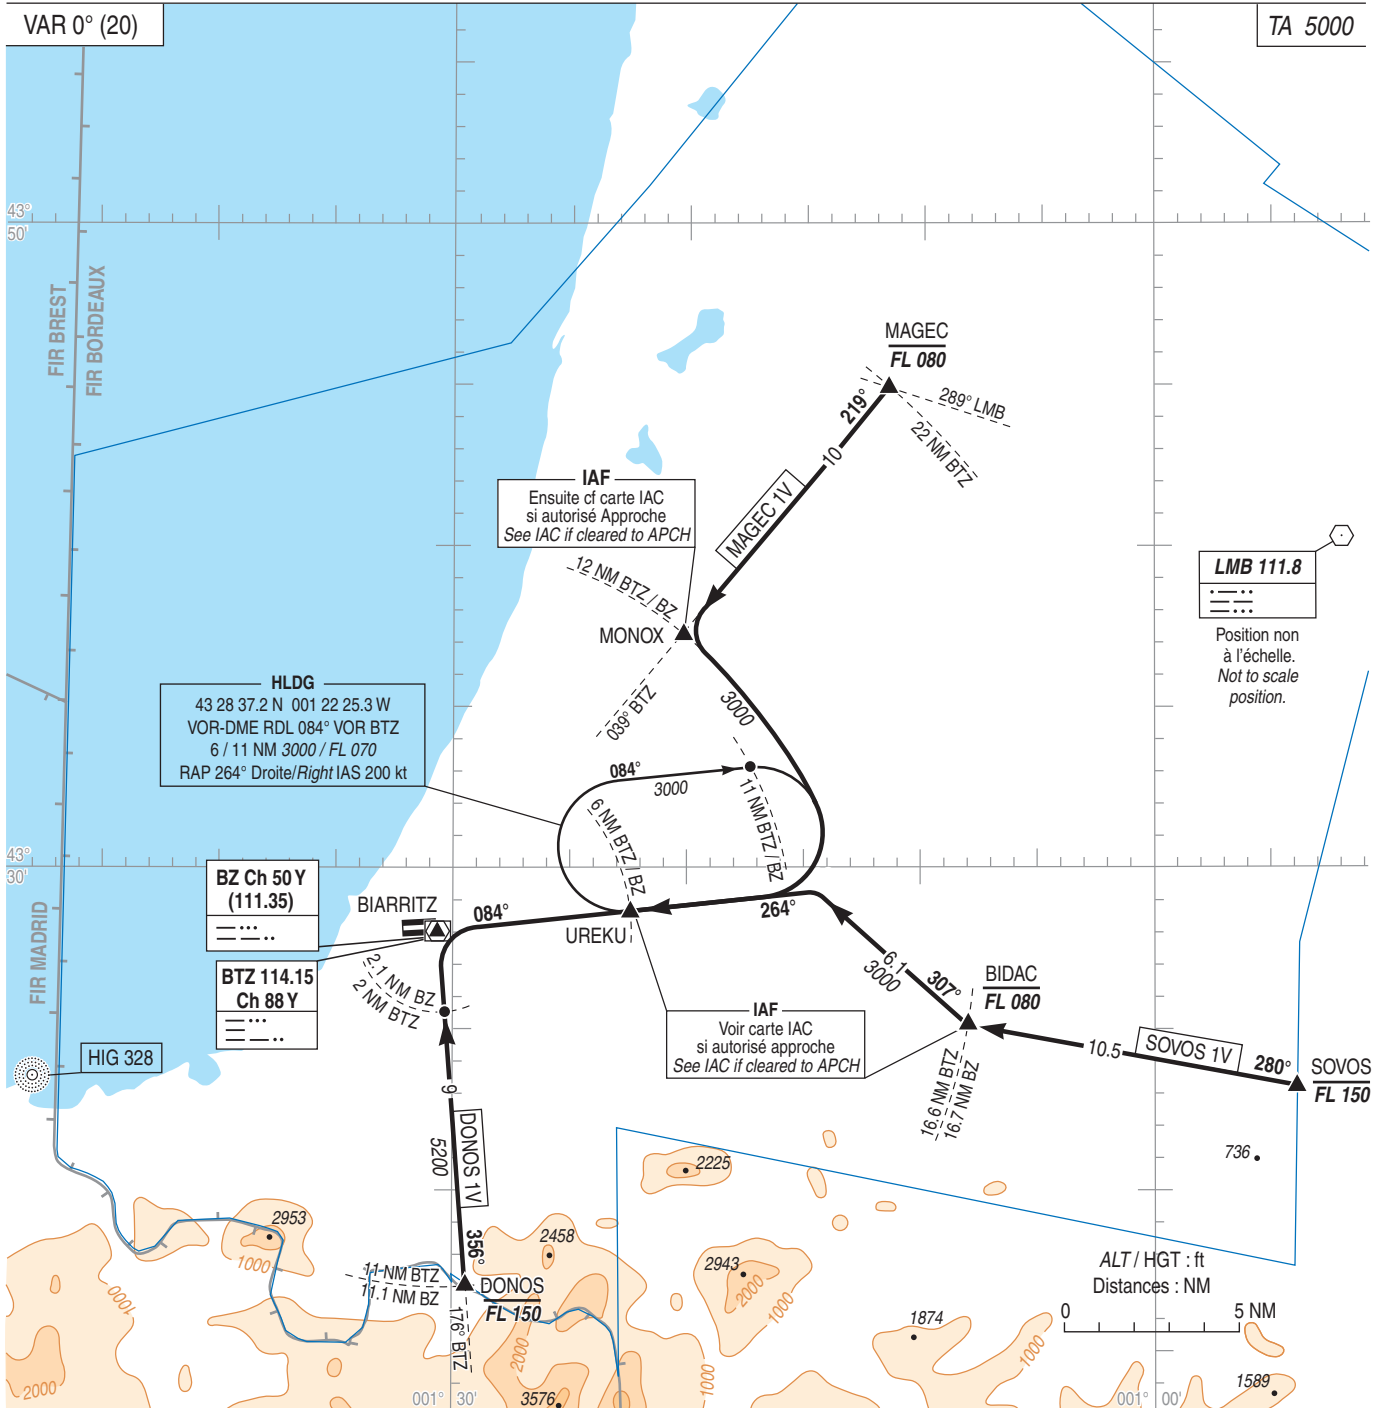 VAR 0° (20)
TA 5000
43°
50'
FIR BREST
FIR BORDEAUX
MAGEC
FL 080
219°
289° LMB
22 NM BTZ
10
MAGEC 1V
IAF
Ensuite cf carte IAC
si autorisé Approche
See IAC if cleared to APCH
12 NM BTZ / BZ
MONOX
039° BTZ
3000
LMB 111.8
Position non
à l'échelle.
Not to scale
position.
HLDG
43 28 37.2 N 001 22 25.3 W
VOR-DME RDL 084° VOR BTZ
6 / 11 NM 3000 / FL 070
RAP 264° Droite/Right IAS 200 kt
084°
3000
6 NM BTZ / BZ
11 NM BTZ / BZ
43°
30'
BZ Ch 50 Y
(111.35)
BIARRITZ
084°
UREKU
264°
FIR MADRID
BTZ 114.15
Ch 88 Y
2.1 NM BZ
2 NM BTZ
6.1
3000
307°
BIDAC
FL 080
IAF
Voir carte IAC
si autorisé approche
See IAC if cleared to APCH
HIG 328
16.6 NM BTZ
16.7 NM BZ
10.5
SOVOS 1V
280°
SOVOS
FL 150
9
5200
DONOS 1V
356°
2225
736
2953
1000
1000
2458
2943
2000
1000
11 NM BTZ
11.1 NM BZ
DONOS
FL 150
176° BTZ
ALT / HGT : ft
Distances : NM
0
5 NM
1874
1000
2000
2000
1000
3576
1589
001° 30'
001° 00'